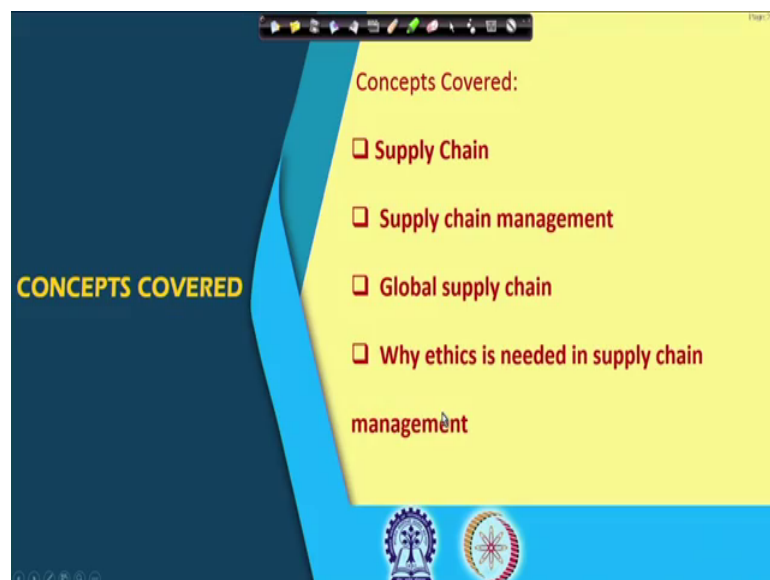 CONCEPTS COVERED
Concepts Covered:
Supply Chain
Supply chain management
Global supply chain
Why ethics is needed in supply chain
management